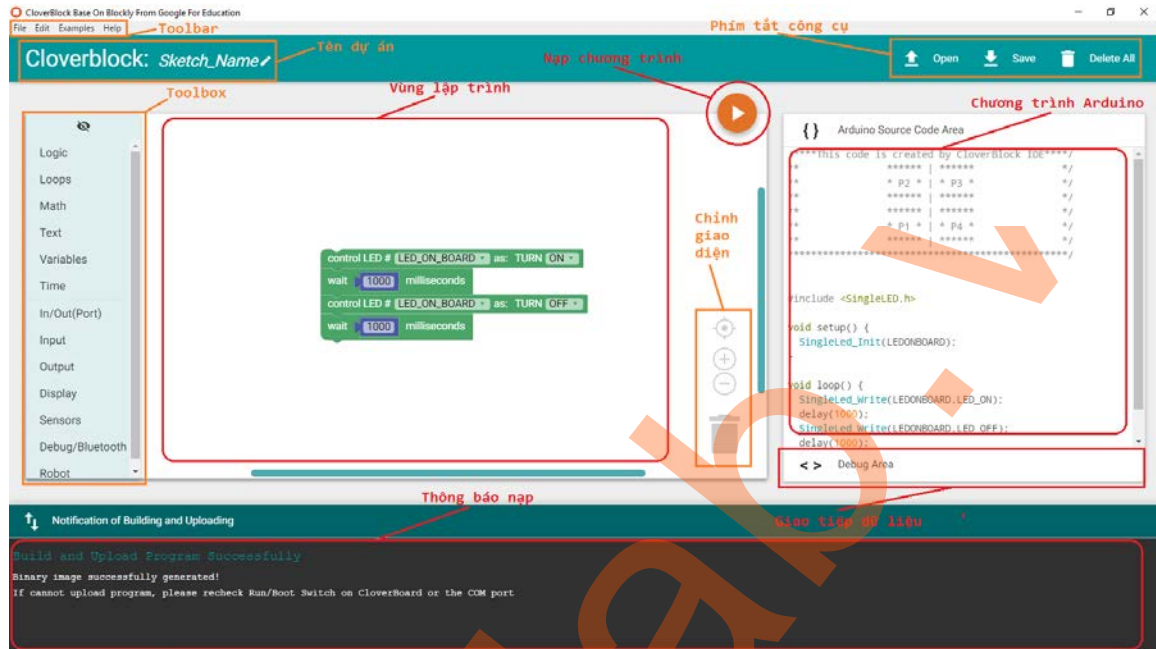 CloverBlock Base On Blockly From Google For Education
File Edit Examples Help
Toolbar
Phím tắt công cụ
Cloverblock: Sketch_Name
Tên dự án
Nạp chương trình
Open Save Delete All
Toolbox
Vùng lập trình
Chương trình Arduino
Logic
Loops
Math
Text
Variables
Time
In/Out(Port)
Input
Output
Display
Sensors
Debug/Bluetooth
Robot
control LED # LED_ON_BOARD as: TURN ON
wait 1000 milliseconds
control LED # LED_ON_BOARD as: TURN OFF
wait 1000 milliseconds
Chỉnh
giao
diện
{ } Arduino Source Code Area
****This code is created by CloverBlock IDE****/
** ****** | ****** */
** * P2 * | * P3 * */
** ****** | ****** */
** ****** | ****** */
** * P1 * | * P4 * */
** ****** | ****** */
************************************************/
#include <SingleLED.h>
void setup() {
SingleLed_Init(LEDONBOARD);
}
void loop() {
SingleLed_Write(LEDONBOARD,LED_ON);
delay(1000);
SingleLed_Write(LEDONBOARD,LED_OFF);
delay(1000);
< > Debug Area
Thông báo nạp
Giao tiếp dữ liệu
Notification of Building and Uploading
Build and Upload Program Successfully
Binary image successfully generated!
If cannot upload program, please recheck Run/Boot Switch on CloverBoard or the COM port